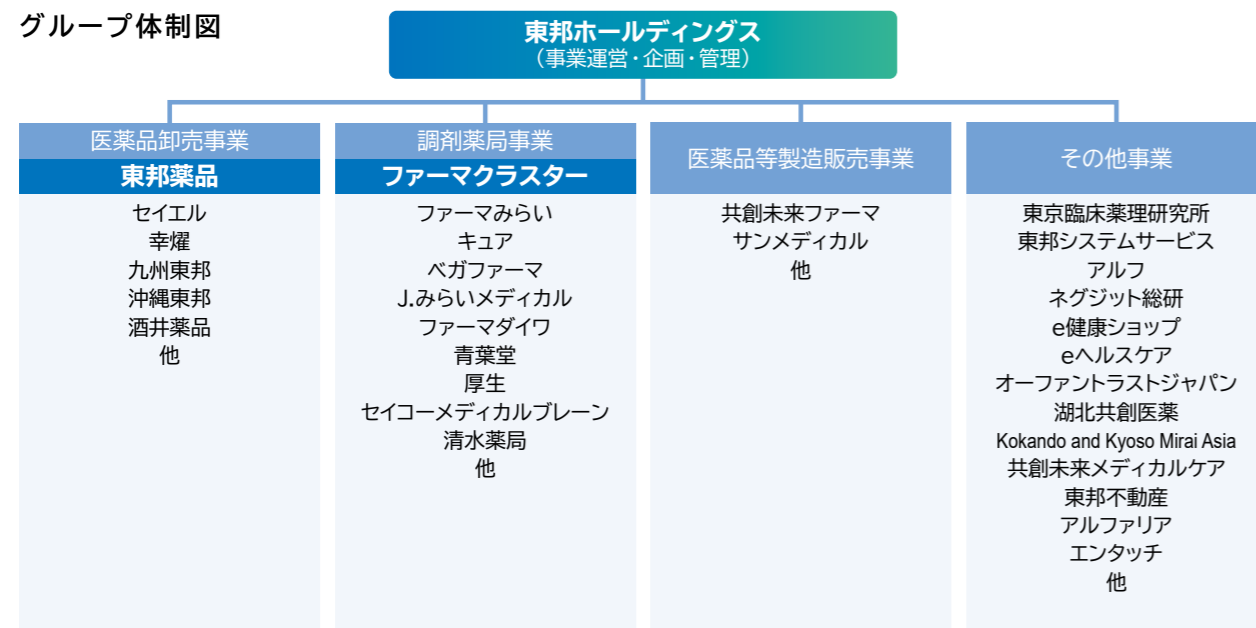 グループ体制図
東邦ホールディングス
（事業運営・企画・管理）
医薬品卸売事業
東邦薬品
セイエル
幸燿
九州東邦
沖縄東邦
酒井薬品
他
調剤薬局事業
ファーマクラスター
ファーマみらい
キュア
ベガファーマ
J.みらいメディカル
ファーマダイワ
青葉堂
厚生
セイコーメディカルブレーン
清水薬局
他
医薬品等製造販売事業
共創未来ファーマ
サンメディカル
他
その他事業
東京臨床薬理研究所
東邦システムサービス
アルフ
ネグジット総研
e健康ショップ
eヘルスケア
オーファントラストジャパン
湖北共創医薬
Kokando and Kyoso Mirai Asia
共創未来メディカルケア
東邦不動産
アルファリア
エンタッチ
他